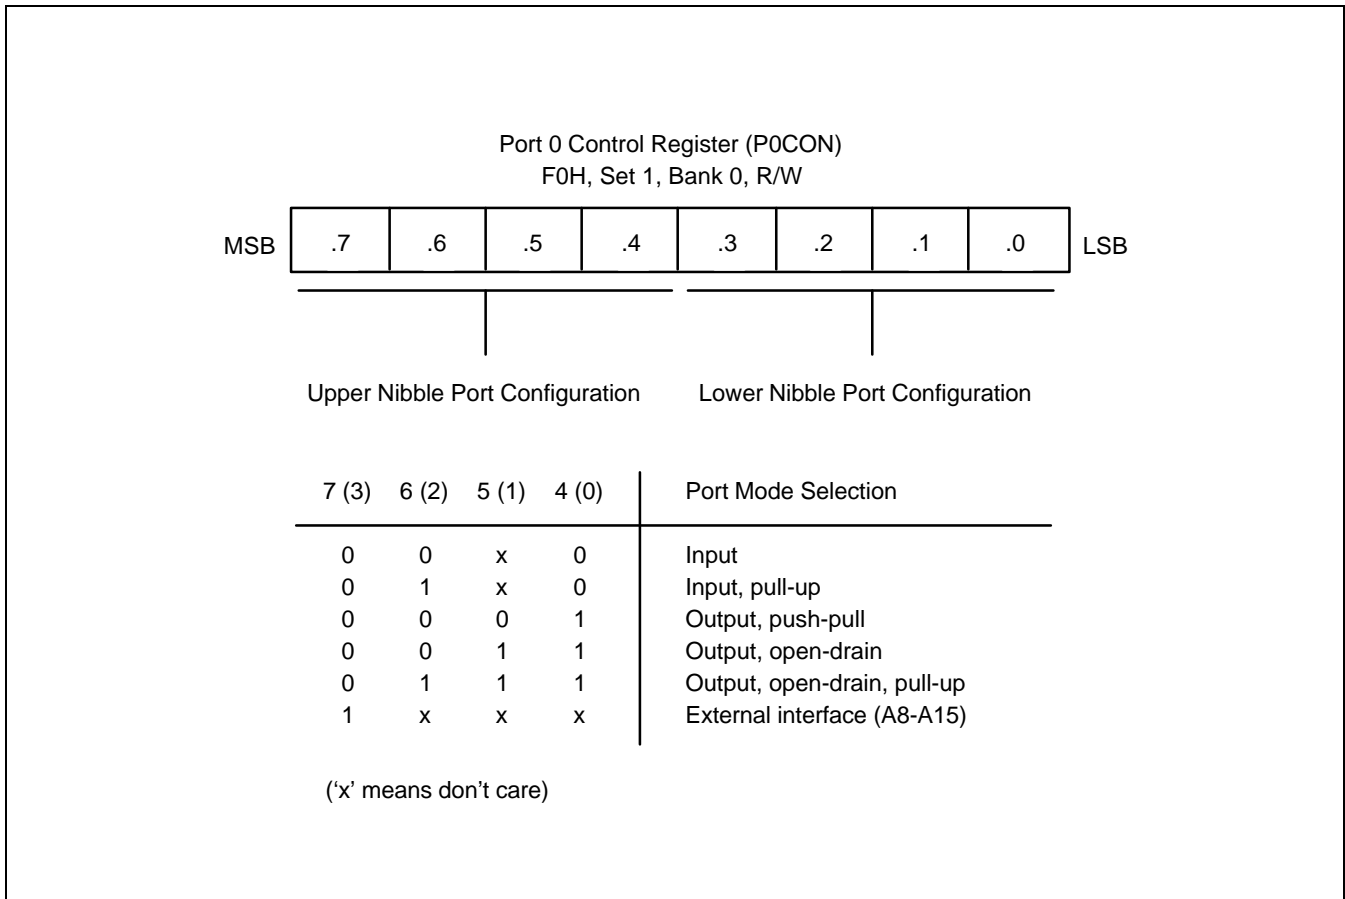 Port 0 Control Register (P0CON)
F0H, Set 1, Bank 0, R/W
MSB .7 .6 .5 .4 .3 .2 .1 .0 LSB
Upper Nibble Port Configuration Lower Nibble Port Configuration
7 (3) 6 (2) 5 (1) 4 (0) Port Mode Selection
0 0 x 0 Input
0 1 x 0 Input, pull-up
0 0 0 1 Output, push-pull
0 0 1 1 Output, open-drain
0 1 1 1 Output, open-drain, pull-up
1 x x x External interface (A8-A15)
(‘x’ means don’t care)